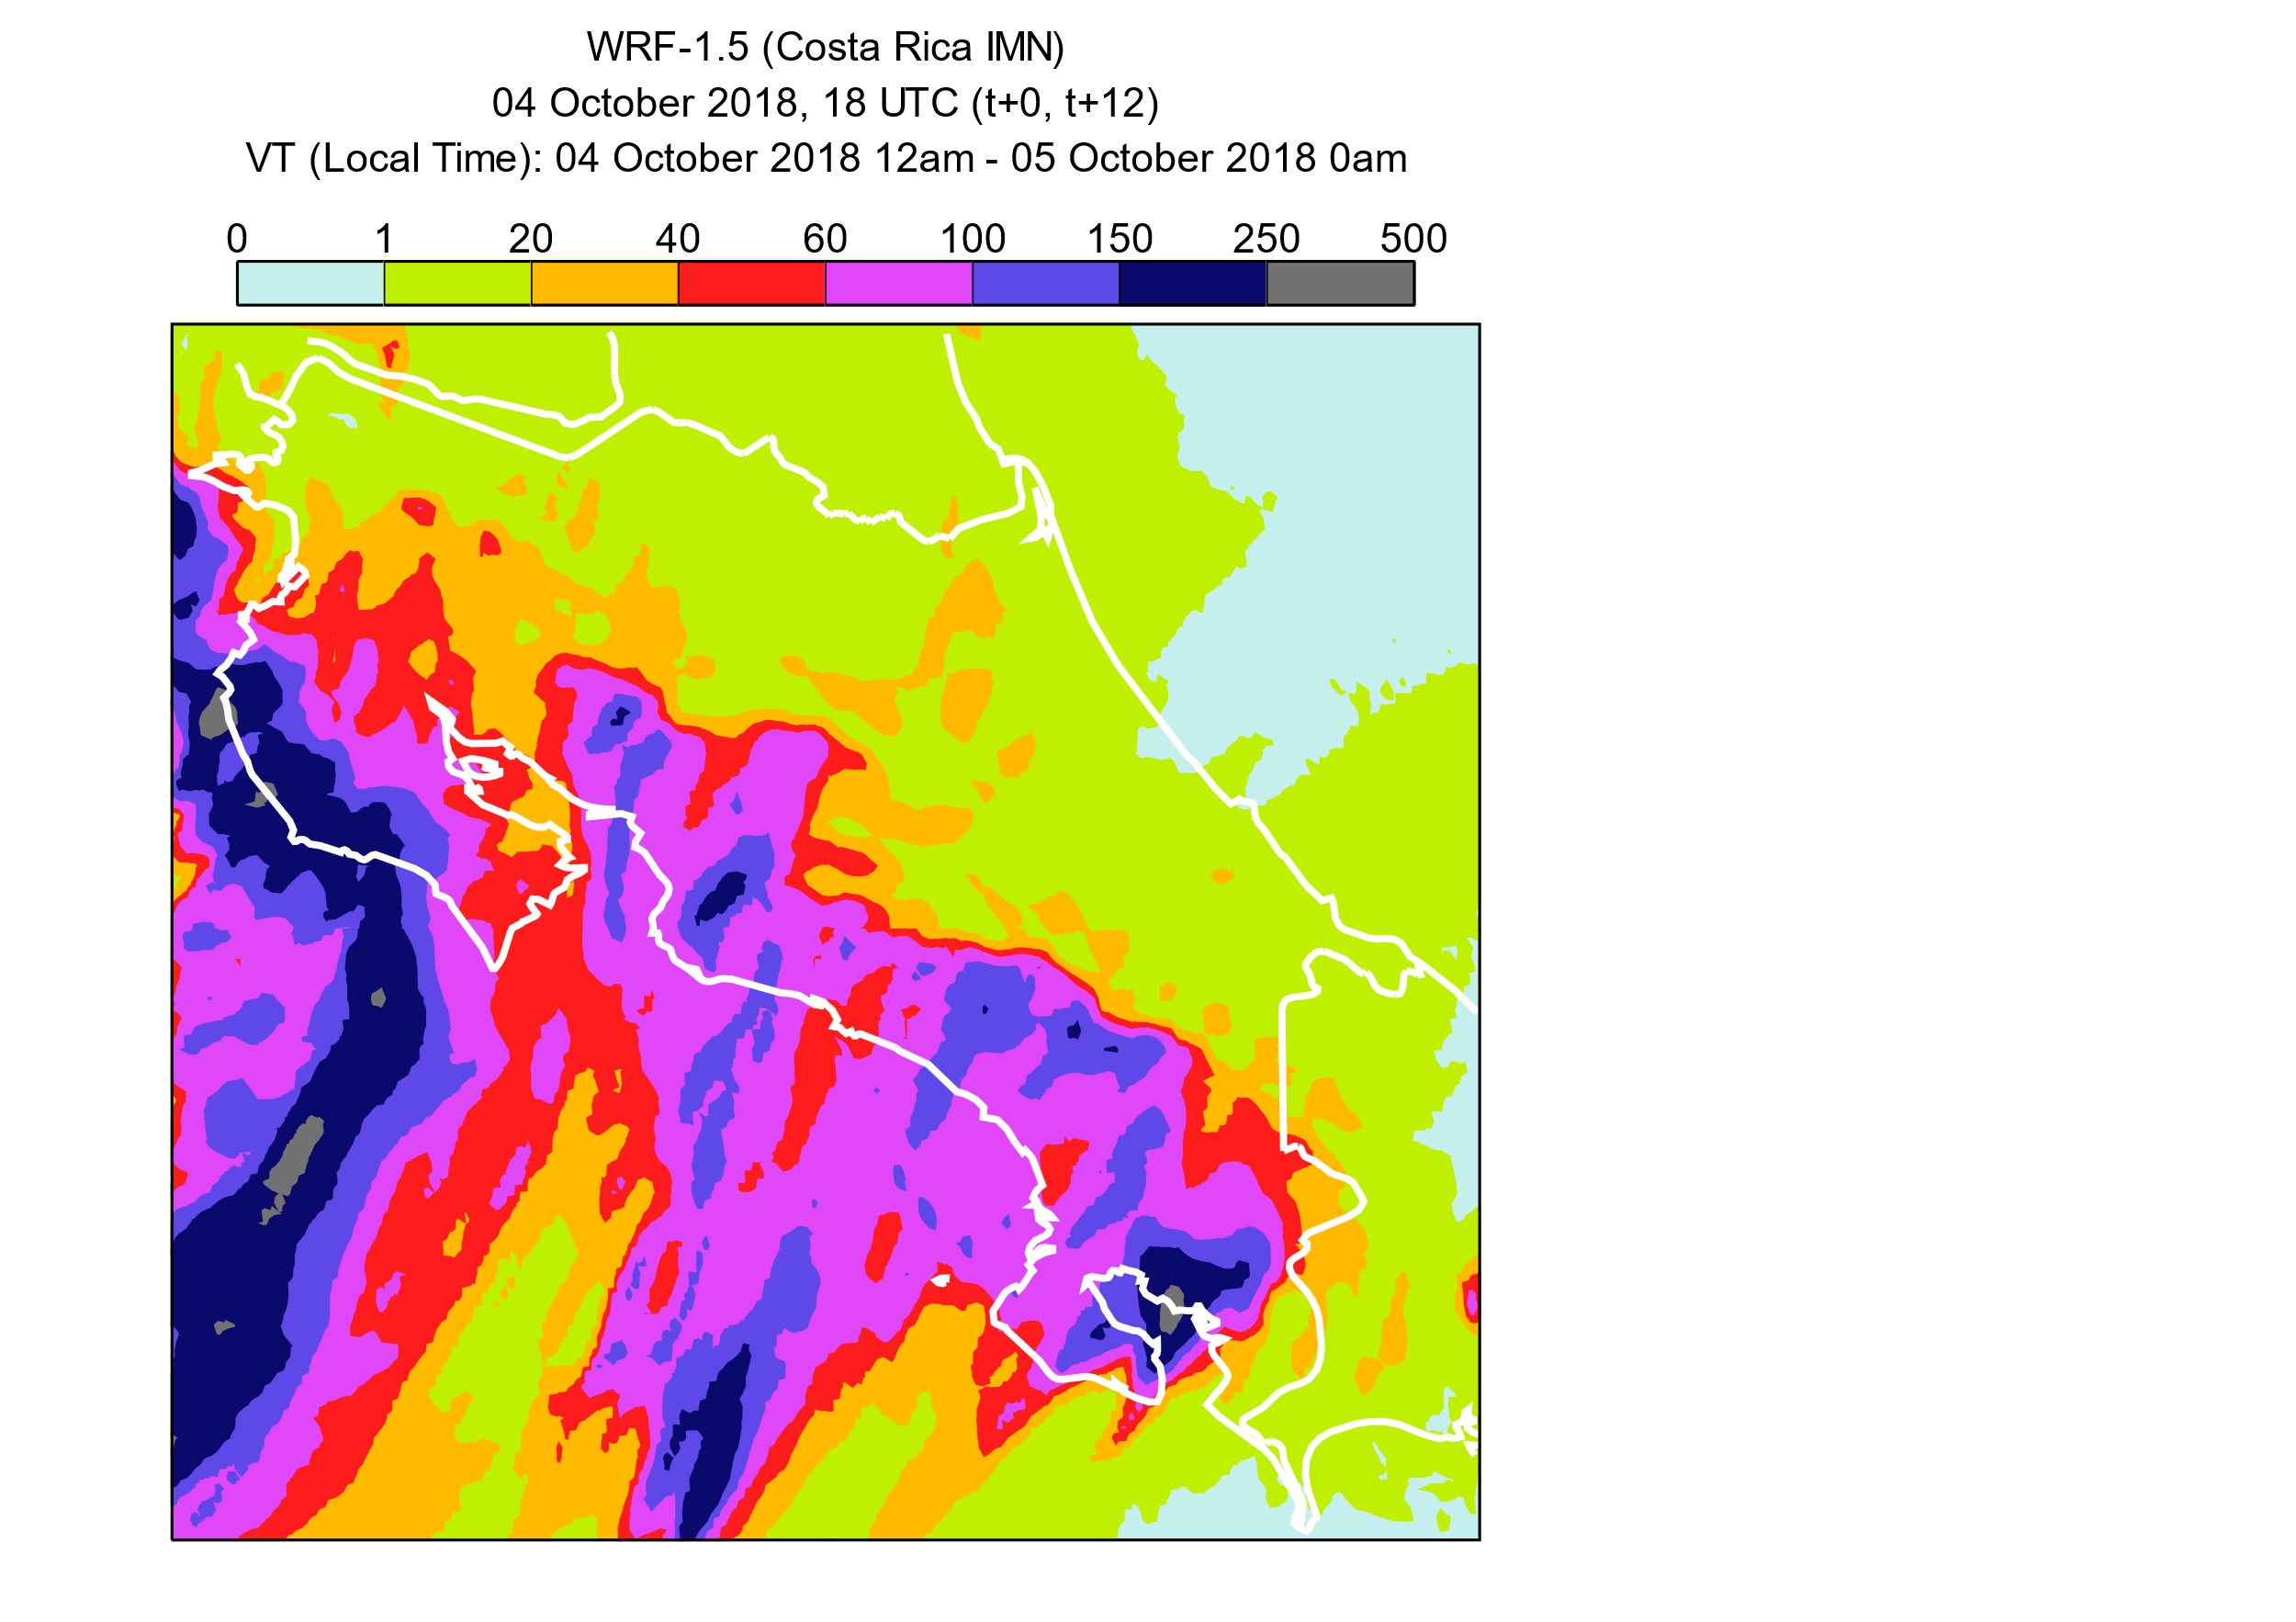 WRF-1.5 (Costa Rica IMN)
04 October 2018, 18 UTC (t+0, t+12)
VT (Local Time): 04 October 2018 12am - 05 October 2018 0am
0 1 20 40 60 100 150 250 500